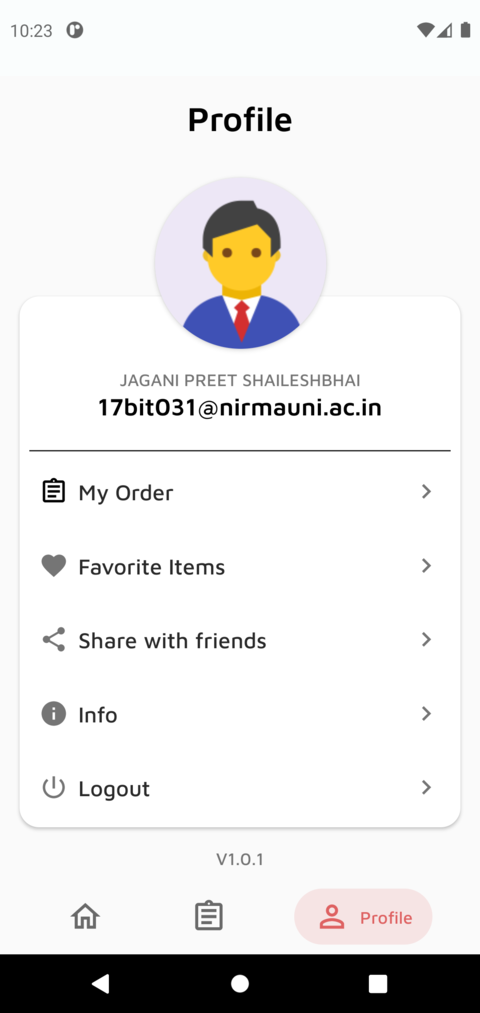 10:23
Profile
JAGANI PREET SHAILESHBHAI
17bit031@nirmauni.ac.in
My Order
Favorite Items
Share with friends
Info
Logout
V1.0.1
Profile